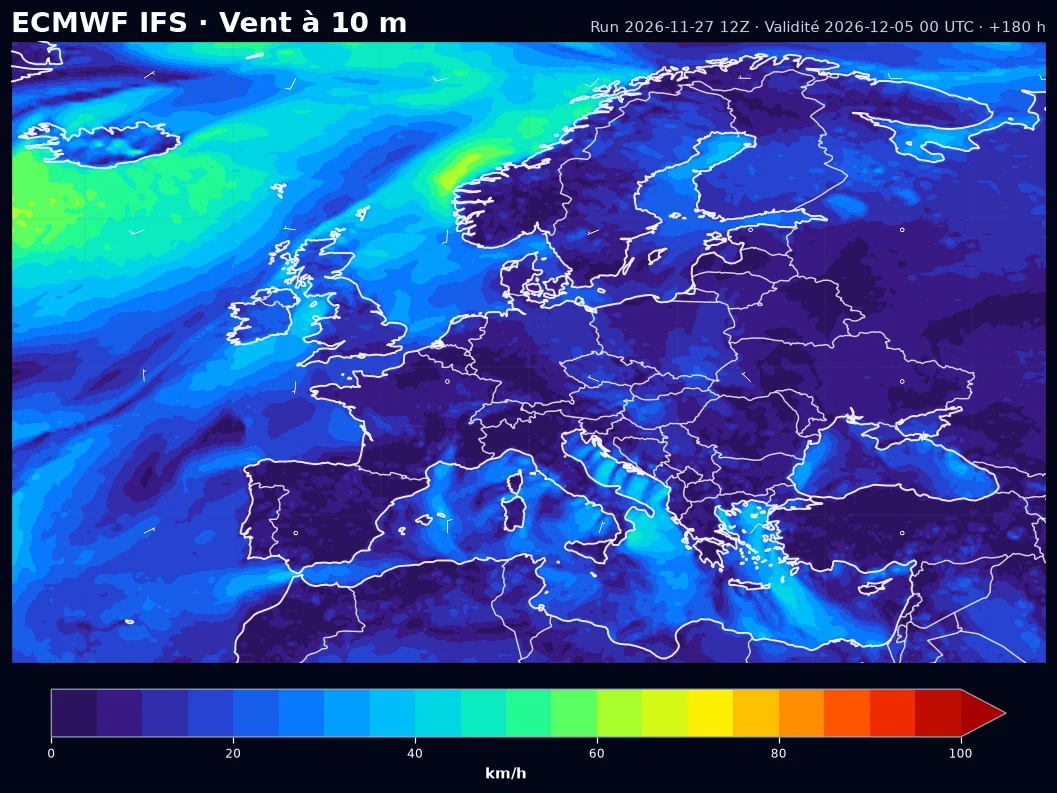 ECMWF IFS · Vent à 10 m
Run 2026-11-27 12Z · Validité 2026-12-05 00 UTC · +180 h
0 20 40 60 80 100
km/h